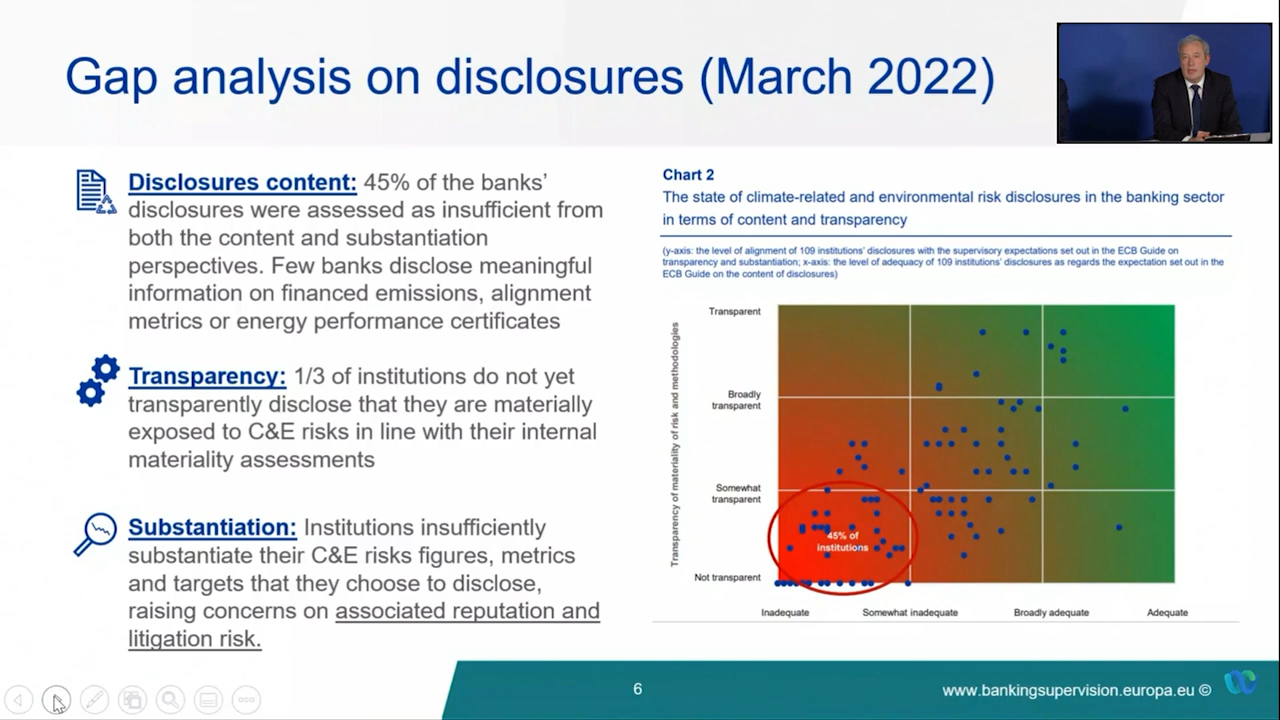 Gap analysis on disclosures (March 2022)
Disclosures content: 45% of the banks’
disclosures were assessed as insufficient from
both the content and substantiation
perspectives. Few banks disclose meaningful
information on financed emissions, alignment
metrics or energy performance certificates
Transparency: 1/3 of institutions do not yet
transparently disclose that they are materially
exposed to C&E risks in line with their internal
materiality assessments
Substantiation: Institutions insufficiently
substantiate their C&E risks figures, metrics
and targets that they choose to disclose,
raising concerns on associated reputation and
litigation risk.
Chart 2
The state of climate-related and environmental risk disclosures in the banking sector
in terms of content and transparency
(y-axis: the level of alignment of 109 institutions’ disclosures with the supervisory expectations set out in the ECB Guide on
transparency and substantiation; x-axis: the level of adequacy of 109 institutions’ disclosures as regards the expectation set out in the
ECB Guide on the content of disclosures)
Transparency of materiality of risk and methodologies
Transparent
Broadly
transparent
Somewhat
transparent
Not transparent
45% of
institutions
Inadequate
Somewhat inadequate
Broadly adequate
Adequate
6
www.bankingsupervision.europa.eu ©